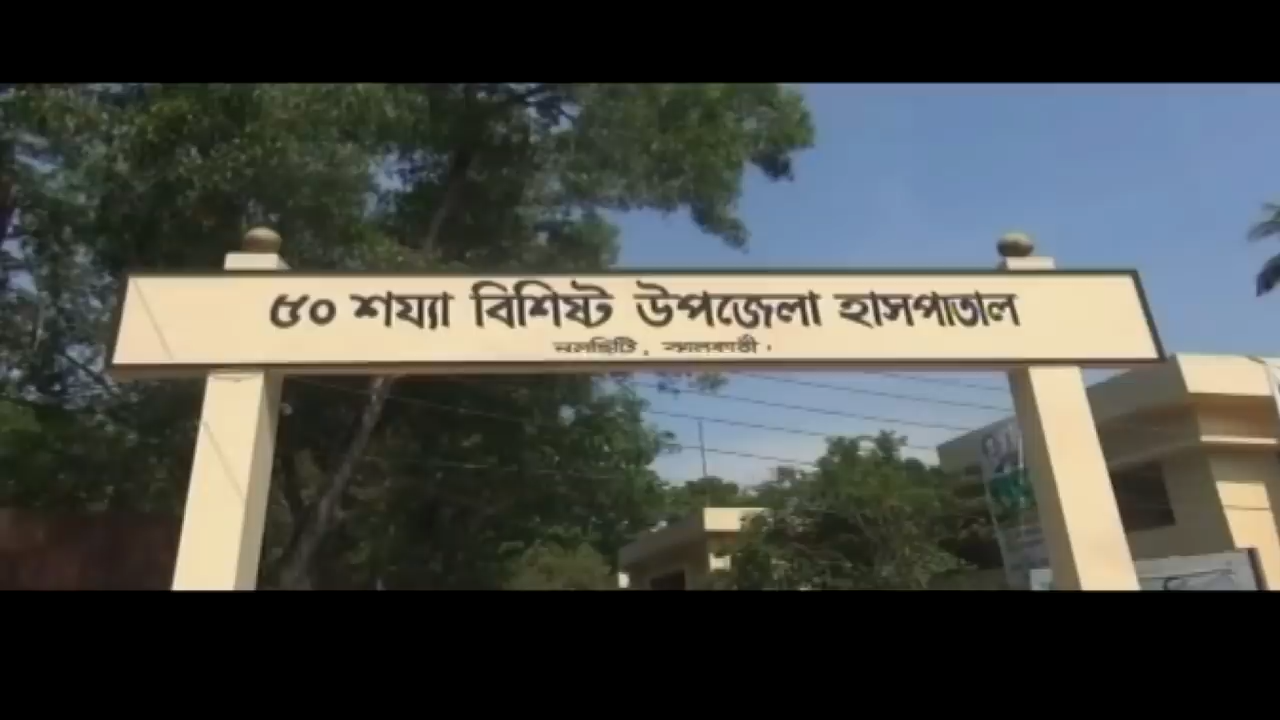 ৫০ শয্যা বিশিষ্ট উপজেলা হাসপাতাল
নলছিটি, ঝালকাঠী।